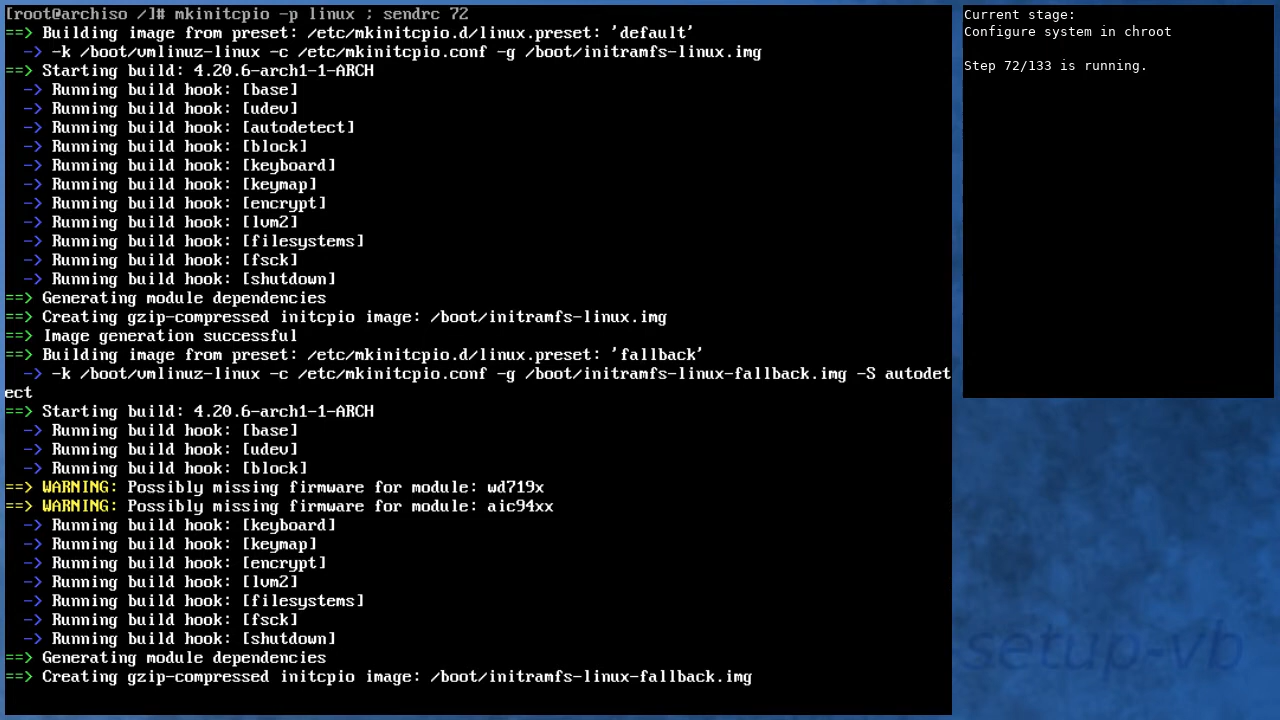 [root@archiso /]# mkinitcpio -p linux ; sendrc 72
==> Building image from preset: /etc/mkinitcpio.d/linux.preset: 'default'
  -> -k /boot/vmlinuz-linux -c /etc/mkinitcpio.conf -g /boot/initramfs-linux.img
==> Starting build: 4.20.6-arch1-1-ARCH
  -> Running build hook: [base]
  -> Running build hook: [udev]
  -> Running build hook: [autodetect]
  -> Running build hook: [block]
  -> Running build hook: [keyboard]
  -> Running build hook: [keymap]
  -> Running build hook: [encrypt]
  -> Running build hook: [lvm2]
  -> Running build hook: [filesystems]
  -> Running build hook: [fsck]
  -> Running build hook: [shutdown]
==> Generating module dependencies
==> Creating gzip-compressed initcpio image: /boot/initramfs-linux.img
==> Image generation successful
==> Building image from preset: /etc/mkinitcpio.d/linux.preset: 'fallback'
  -> -k /boot/vmlinuz-linux -c /etc/mkinitcpio.conf -g /boot/initramfs-linux-fallback.img -S autodet
ect
==> Starting build: 4.20.6-arch1-1-ARCH
  -> Running build hook: [base]
  -> Running build hook: [udev]
  -> Running build hook: [block]
==> WARNING: Possibly missing firmware for module: wd719x
==> WARNING: Possibly missing firmware for module: aic94xx
  -> Running build hook: [keyboard]
  -> Running build hook: [keymap]
  -> Running build hook: [encrypt]
  -> Running build hook: [lvm2]
  -> Running build hook: [filesystems]
  -> Running build hook: [fsck]
  -> Running build hook: [shutdown]
==> Generating module dependencies
==> Creating gzip-compressed initcpio image: /boot/initramfs-linux-fallback.img
Current stage:
Configure system in chroot
Step 72/133 is running.
setup-vb